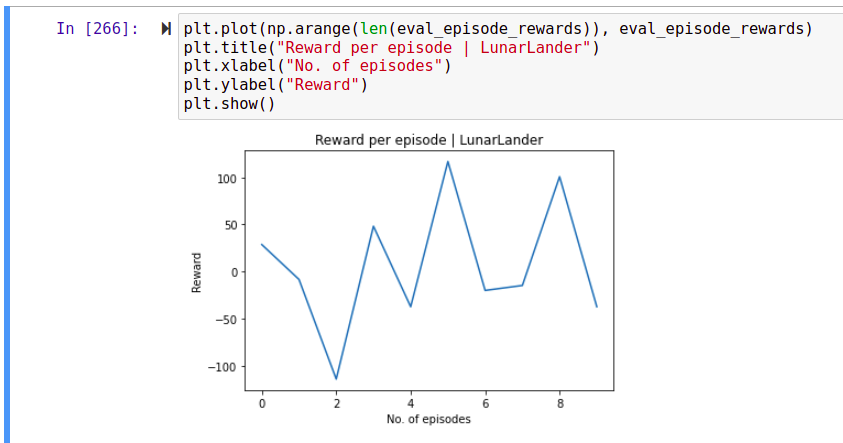 In [266]:
plt.plot(np.arange(len(eval_episode_rewards)), eval_episode_rewards)
plt.title("Reward per episode | LunarLander")
plt.xlabel("No. of episodes")
plt.ylabel("Reward")
plt.show()
Reward per episode | LunarLander
100
50
0
−50
−100
Reward
0 2 4 6 8
No. of episodes